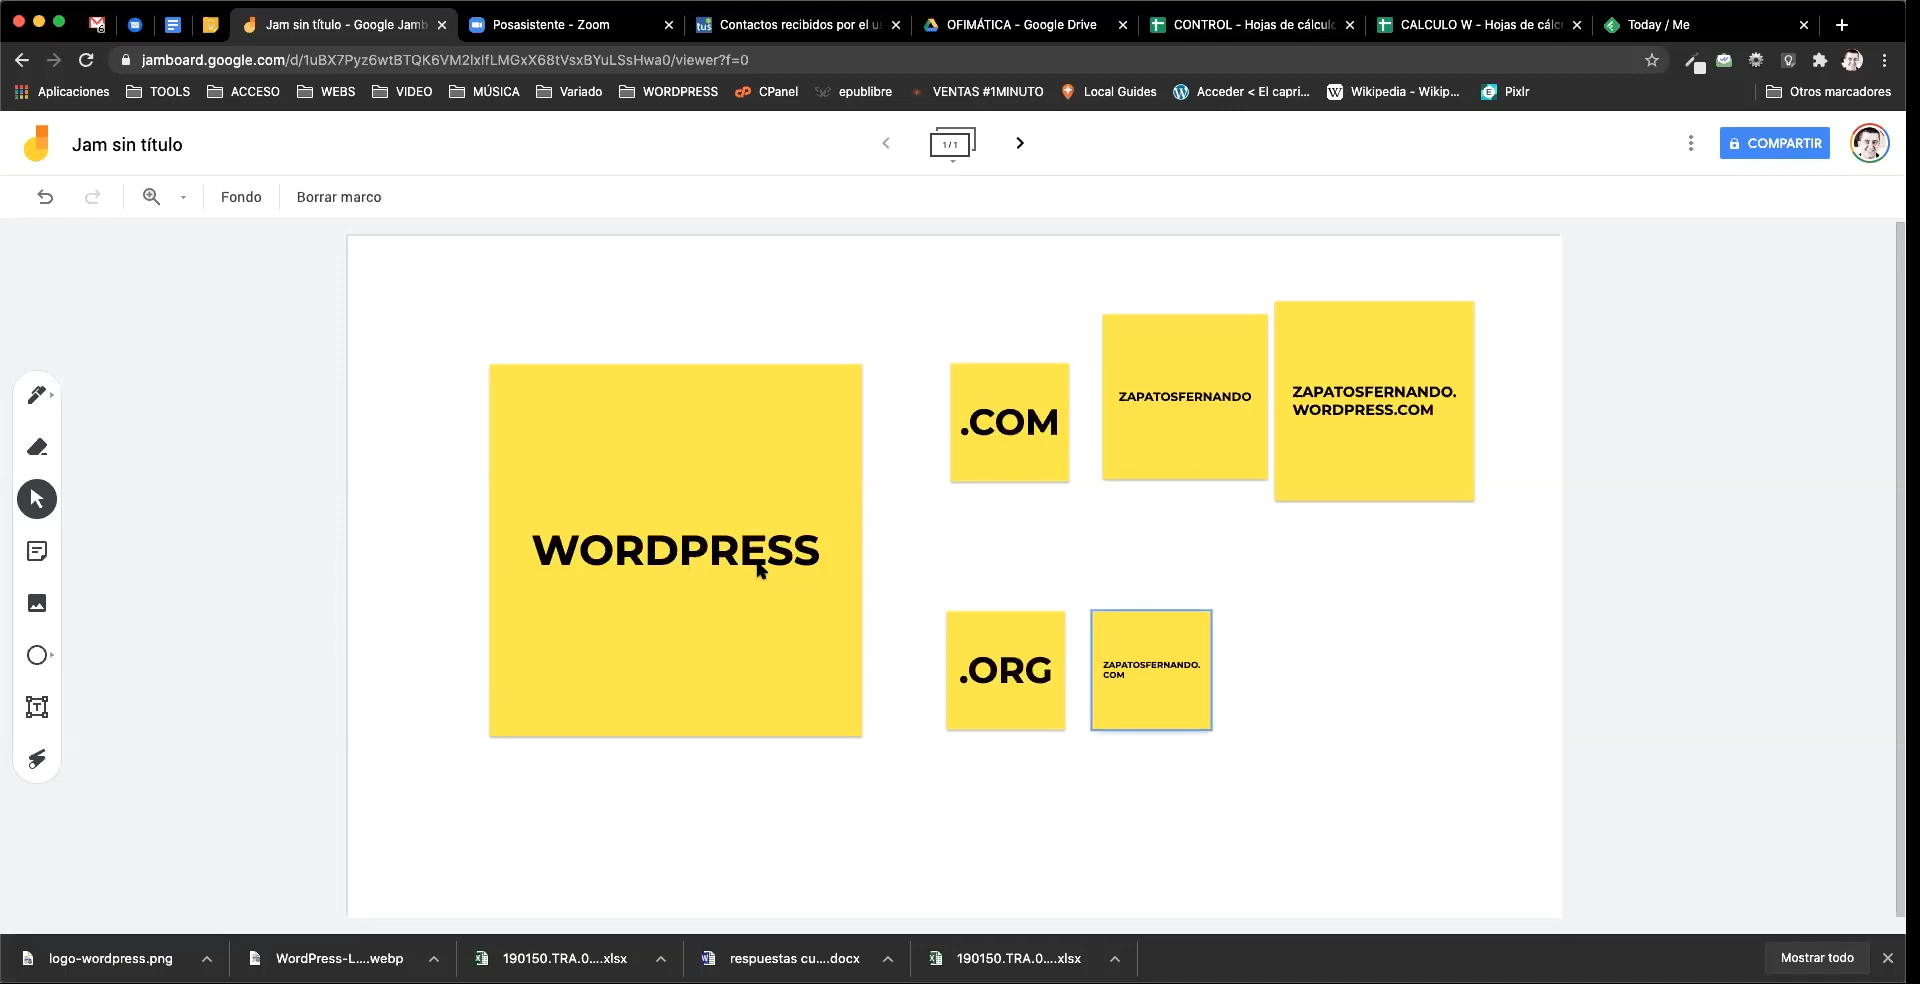 Jam sin título - Google Jamb
Posasistente - Zoom
Contactos recibidos por el u
OFIMÁTICA - Google Drive
CONTROL - Hojas de cálcul
CALCULO W - Hojas de cálc
Today / Me
jamboard.google.com/d/1uBX7Pyz6wtBTQK6VM2IxlfLMGxX68tVsxBYuLSsHwa0/viewer?f=0
Aplicaciones
TOOLS
ACCESO
WEBS
VIDEO
MÚSICA
Variado
WORDPRESS
CPanel
epublibre
VENTAS #1MINUTO
Local Guides
Acceder < El capri...
Wikipedia - Wikip...
Pixlr
Otros marcadores
Jam sin título
1/1
COMPARTIR
Fondo
Borrar marco
WORDPRESS
.COM
ZAPATOSFERNANDO
ZAPATOSFERNANDO.
WORDPRESS.COM
.ORG
ZAPATOSFERNANDO.
COM
logo-wordpress.png
WordPress-L....webp
190150.TRA.0....xlsx
respuestas cu....docx
190150.TRA.0....xlsx
Mostrar todo